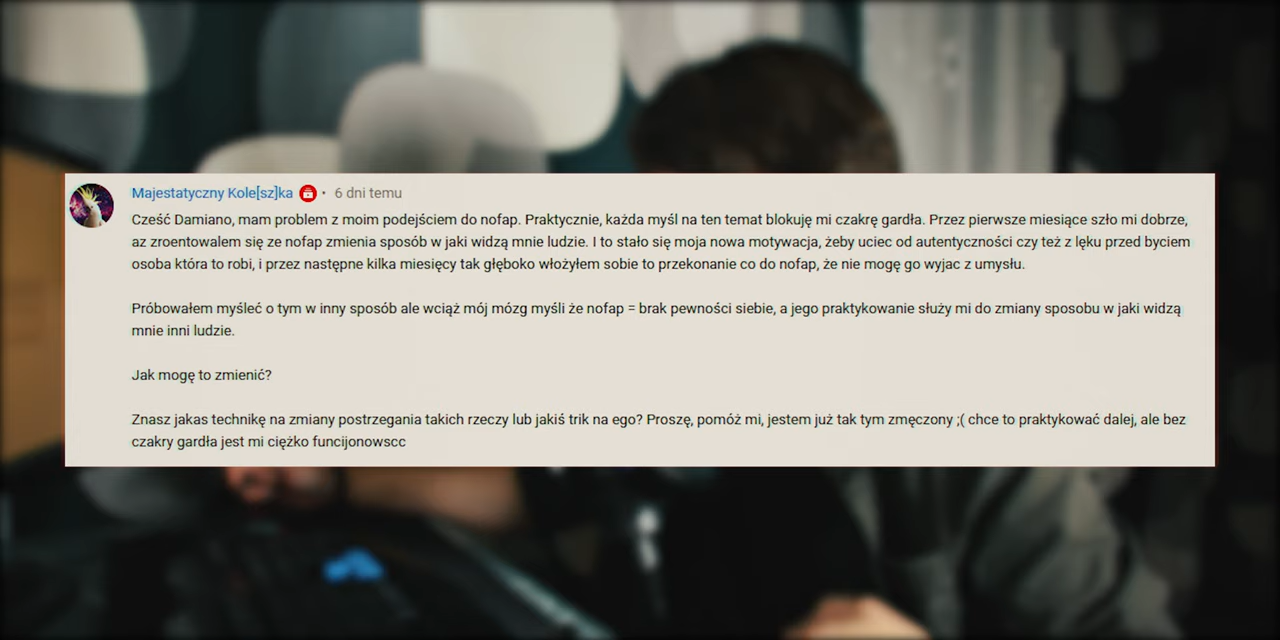 Majestatyczny Kole[sz]ka • 6 dni temu
Cześć Damiano, mam problem z moim podejściem do nofap. Praktycznie, każda myśl na ten temat blokuję mi czakrę gardła. Przez pierwsze miesiące szło mi dobrze,
az zroentowalem się ze nofap zmienia sposób w jaki widzą mnie ludzie. I to stało się moja nowa motywacja, żeby uciec od autentyczności czy też z lęku przed byciem
osoba która to robi, i przez następne kilka miesięcy tak głęboko włożyłem sobie to przekonanie co do nofap, że nie mogę go wyjac z umysłu.
Próbowałem myśleć o tym w inny sposób ale wciąż mój mózg myśli że nofap = brak pewności siebie, a jego praktykowanie służy mi do zmiany sposobu w jaki widzą
mnie inni ludzie.
Jak mogę to zmienić?
Znasz jakas technikę na zmiany postrzegania takich rzeczy lub jakiś trik na ego? Proszę, pomóż mi, jestem już tak tym zmęczony ;( chce to praktykować dalej, ale bez
czakry gardła jest mi ciężko funcijonowscc